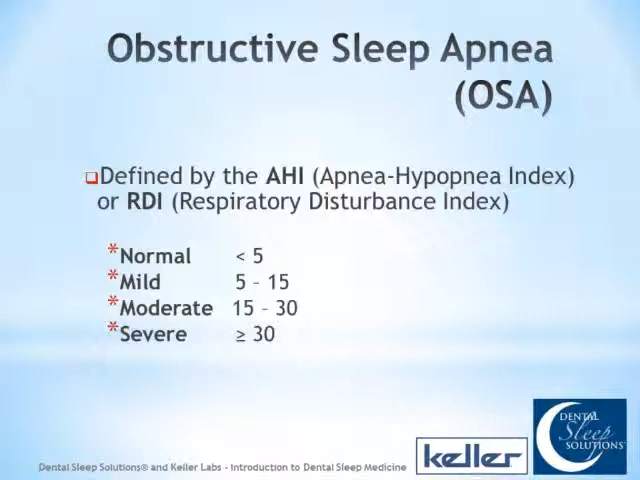 Obstructive Sleep Apnea
(OSA)
Defined by the AHI (Apnea-Hypopnea Index)
or RDI (Respiratory Disturbance Index)
*Normal < 5
*Mild 5 – 15
*Moderate 15 – 30
*Severe ≥ 30
Dental Sleep Solutions® and Keller Labs - Introduction to Dental Sleep Medicine
keller
DENTAL
Sleep
SOLUTIONS